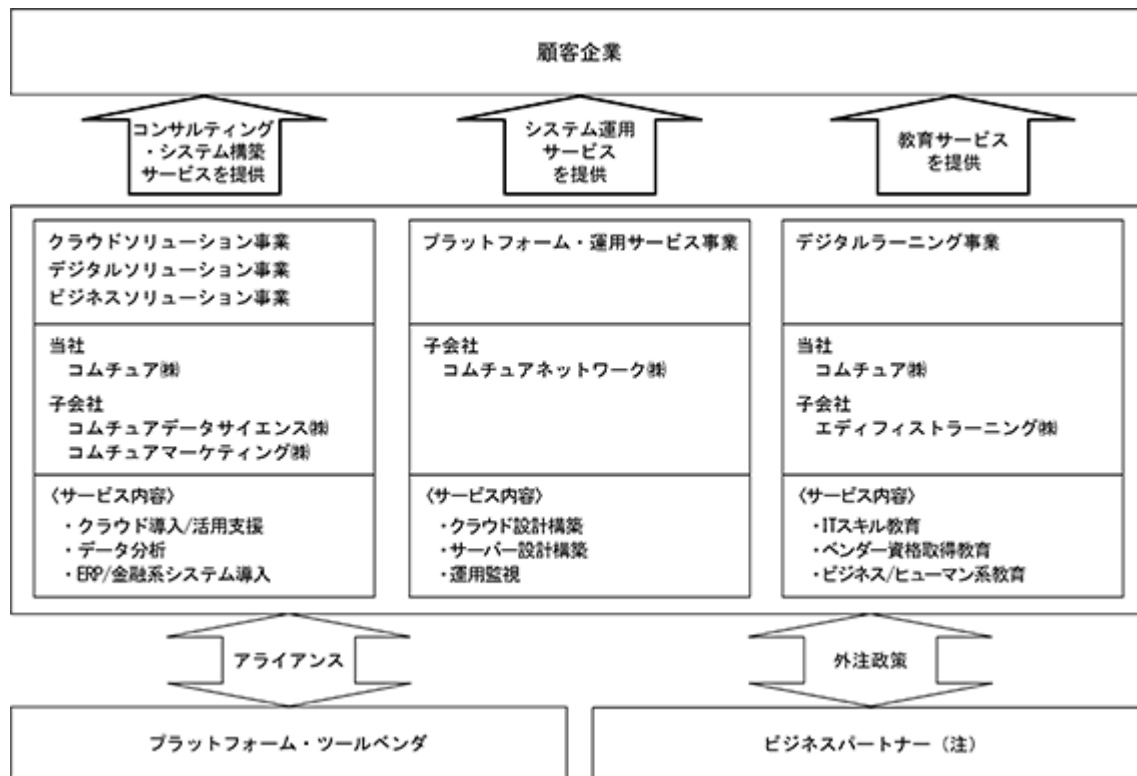 顧客企業
コンサルティング
・システム構築
サービスを提供
システム運用
サービス
を提供
教育サービス
を提供
クラウドソリューション事業
デジタルソリューション事業
ビジネスソリューション事業
当社
コムチュア㈱
子会社
コムチュアデータサイエンス㈱
コムチュアマーケティング㈱
〈サービス内容〉
・クラウド導入/活用支援
・データ分析
・ERP/金融系システム導入
プラットフォーム・運用サービス事業
子会社
コムチュアネットワーク㈱
〈サービス内容〉
・クラウド設計構築
・サーバー設計構築
・運用監視
デジタルラーニング事業
当社
コムチュア㈱
子会社
エディフィストラーニング㈱
〈サービス内容〉
・ITスキル教育
・ベンダー資格取得教育
・ビジネス/ヒューマン系教育
アライアンス
外注政策
プラットフォーム・ツールベンダ
ビジネスパートナー（注）